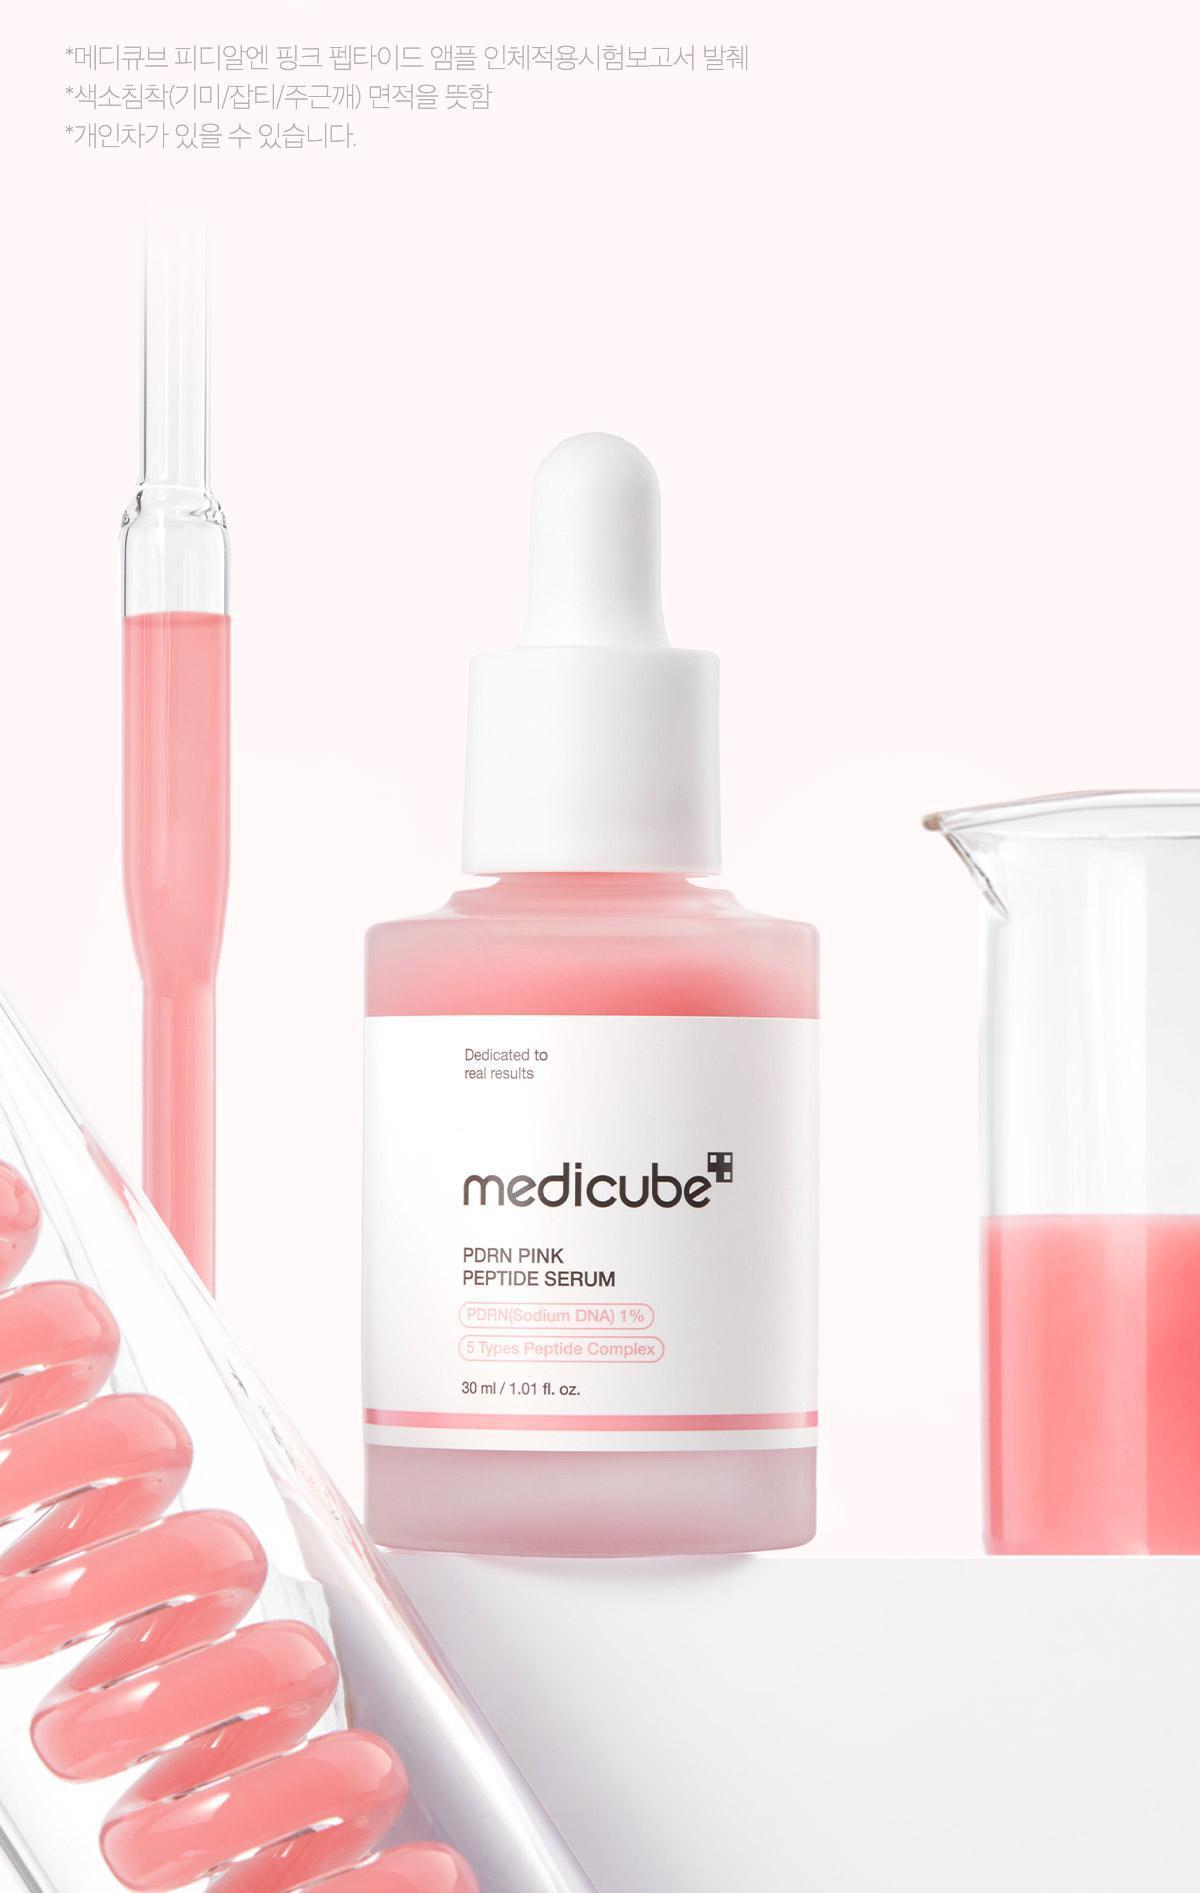 *메디큐브 피디알엔 핑크 펩타이드 앰플 인체적용시험보고서 발췌
*색소침착(기미/잡티/주근깨) 면적을 뜻함
*개인차가 있을 수 있습니다.
Dedicated to
real results
medicube
PDRN PINK
PEPTIDE SERUM
PDRN(Sodium DNA) 1%
5 Types Peptide Complex
30 ml / 1.01 fl. oz.